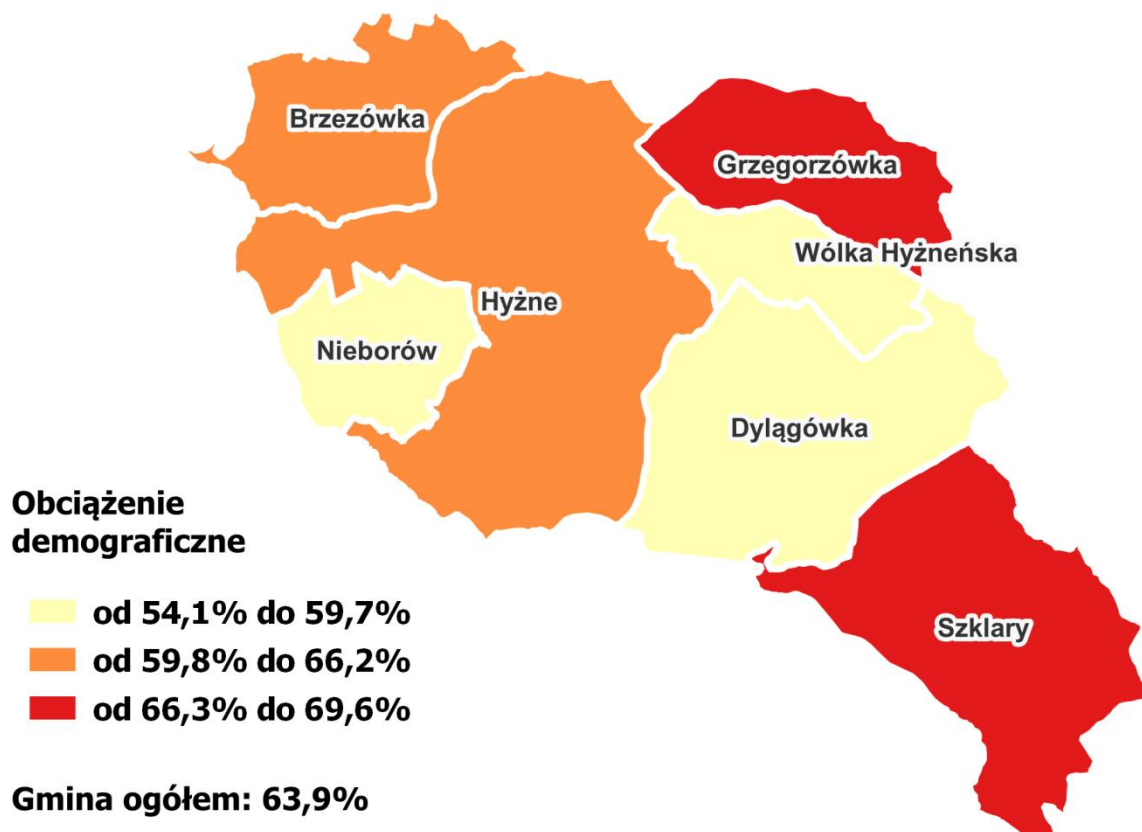 Brzezówka
Grzegorzówka
Wólka Hyżneńska
Hyżne
Nieborów
Dylągówka
Szklary
Obciążenie
demograficzne
od 54,1% do 59,7%
od 59,8% do 66,2%
od 66,3% do 69,6%
Gmina ogółem: 63,9%